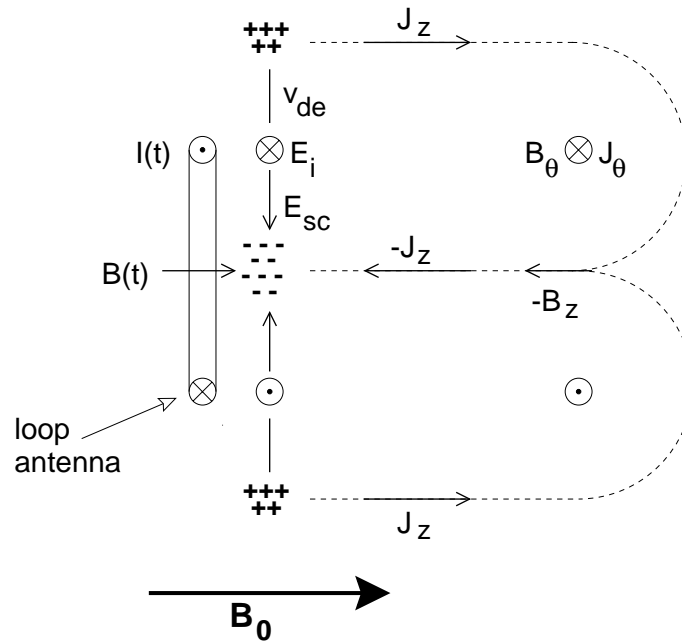 +++
++
J_z
v_de
I(t)
E_i
B_θ
J_θ
E_sc
- - - -
- -
- - - -
- -
B(t)
-J_z
-B_z
loop
antenna
+++
++
J_z
B_0